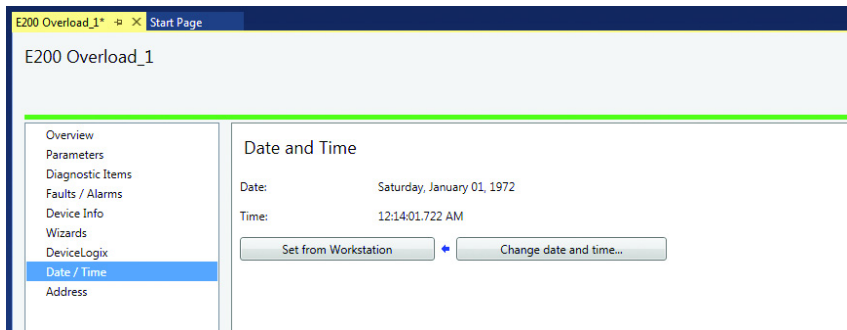 E200 Overload_1* Start Page
E200 Overload_1
Overview
Parameters
Diagnostic Items
Faults / Alarms
Device Info
Wizards
DeviceLogix
Date / Time
Address
Date and Time
Date: Saturday, January 01, 1972
Time: 12:14:01.722 AM
Set from Workstation Change date and time...